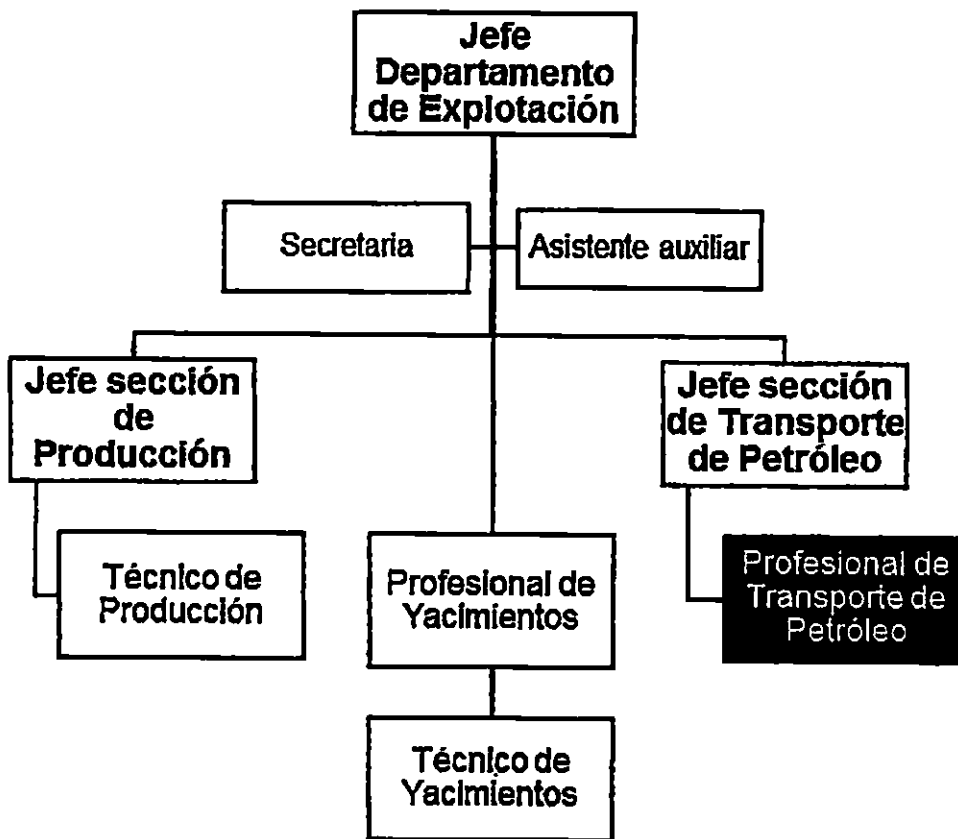 Jefe
Departamento
de Explotación
Secretaria
Asistente auxiliar
Jefe sección
de
Producción
Jefe sección
de Transporte
de Petróleo
Técnico de
Producción
Profesional de
Yacimientos
Profesional de
Transporte de
Petróleo
Técnico de
Yacimientos